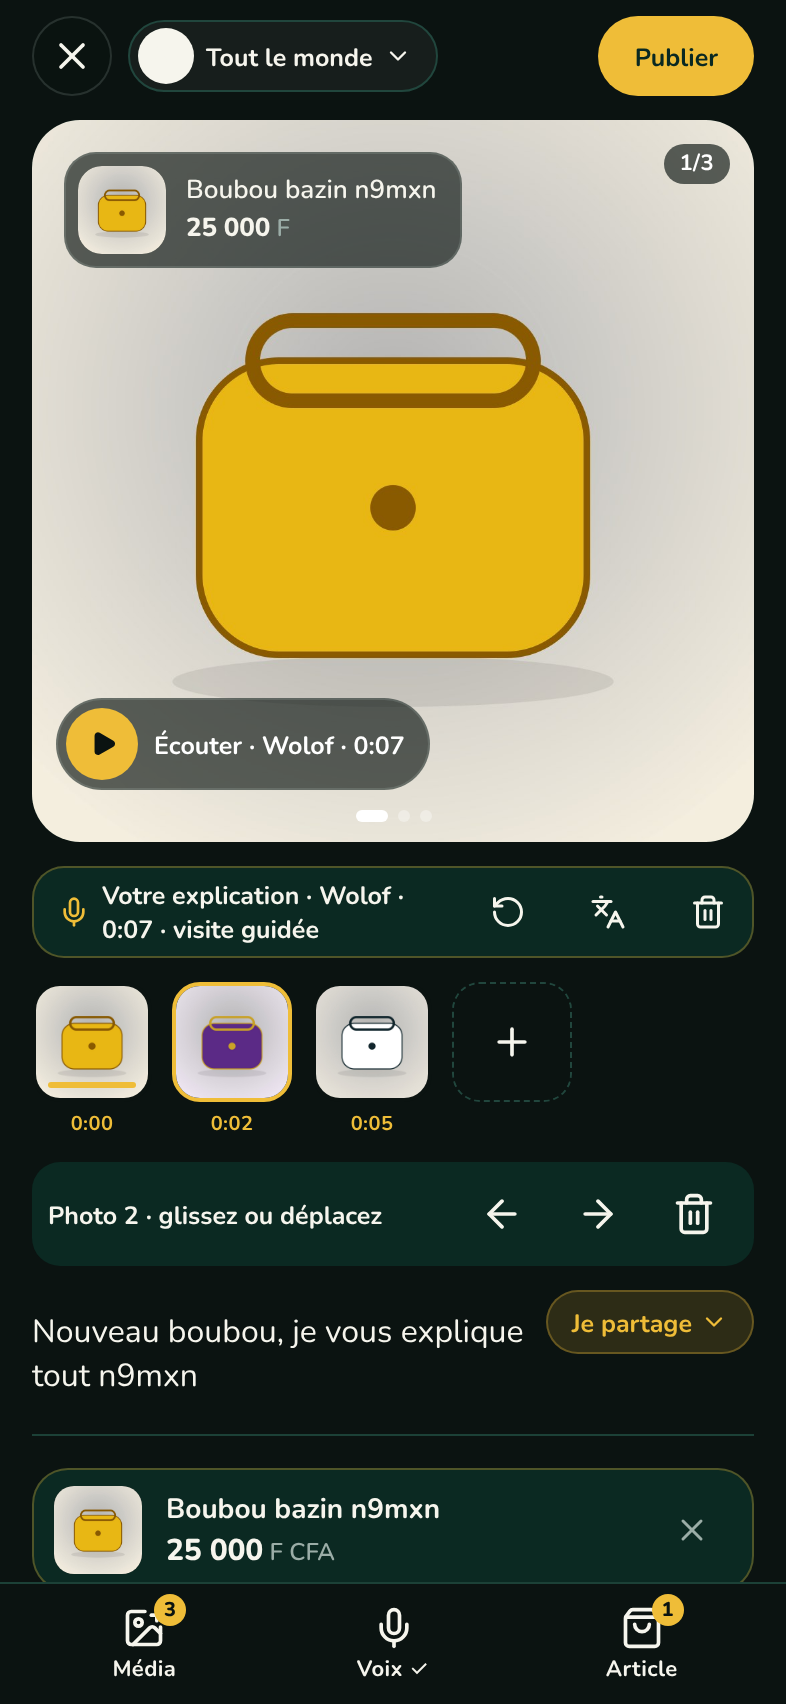 Tout le monde
Publier
1/3
Boubou bazin n9mxn
25 000 F
Écouter · Wolof · 0:07
Votre explication · Wolof ·
0:07 · visite guidée
0:00
0:02
0:05
Photo 2 · glissez ou déplacez
Je partage
Nouveau boubou, je vous explique
tout n9mxn
Boubou bazin n9mxn
25 000 F CFA
3
1
Média
Voix ✓
Article